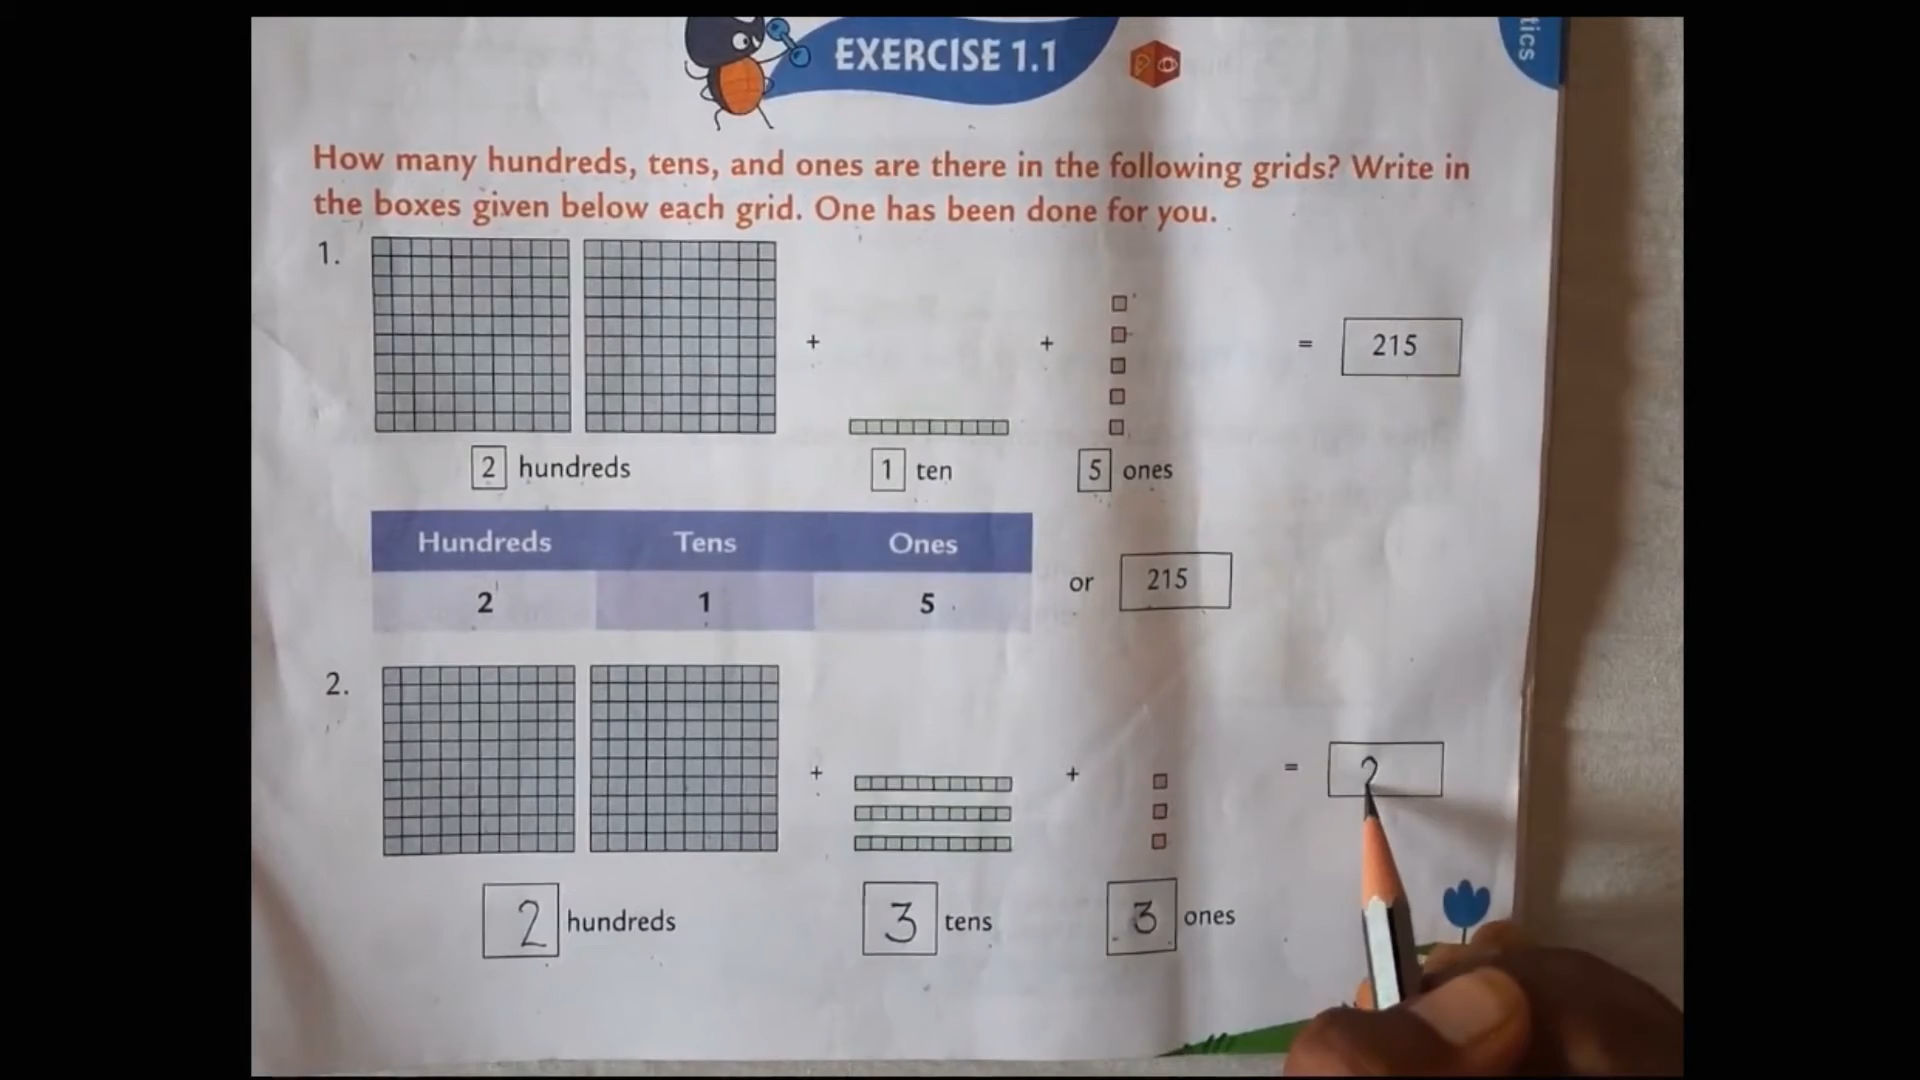 tics
EXERCISE 1.1
How many hundreds, tens, and ones are there in the following grids? Write in
the boxes given below each grid. One has been done for you.
1.
+ + = 215
2 hundreds 1 ten 5 ones
Hundreds Tens Ones
2 1 5 or 215
2.
+ + = 2
2 hundreds 3 tens 3 ones